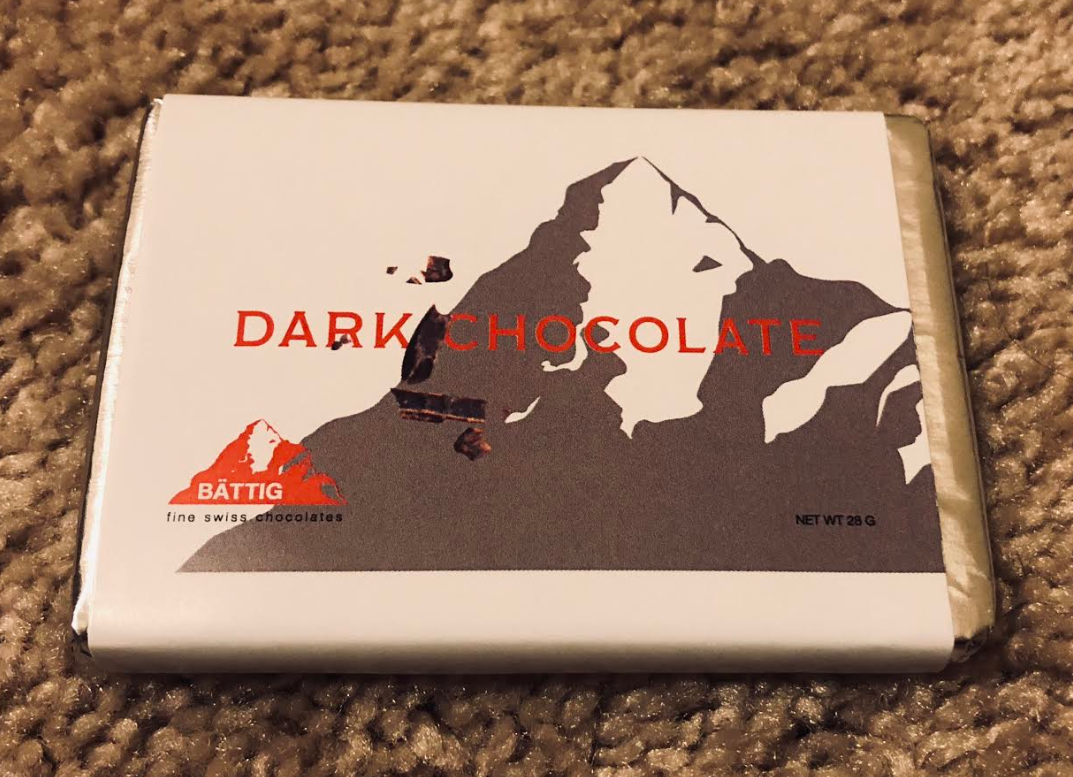 DARK CHOCOLATE
BÄTTIG
fine swiss chocolates
NET WT 28 G